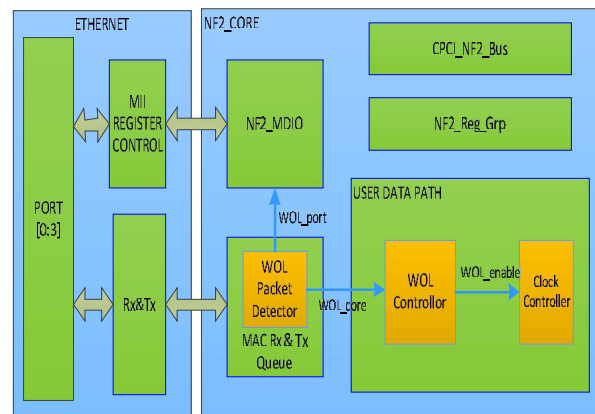 ETHERNET
PORT
[0:3]
MII
REGISTER
CONTROL
Rx&Tx
NF2_CORE
NF2_MDIO
CPCI_NF2_Bus
NF2_Reg_Grp
WOL_port
WOL
Packet
Detector
MAC Rx & Tx
Queue
WOL_core
USER DATA PATH
WOL
Controllor
WOL_enable
Clock
Controller